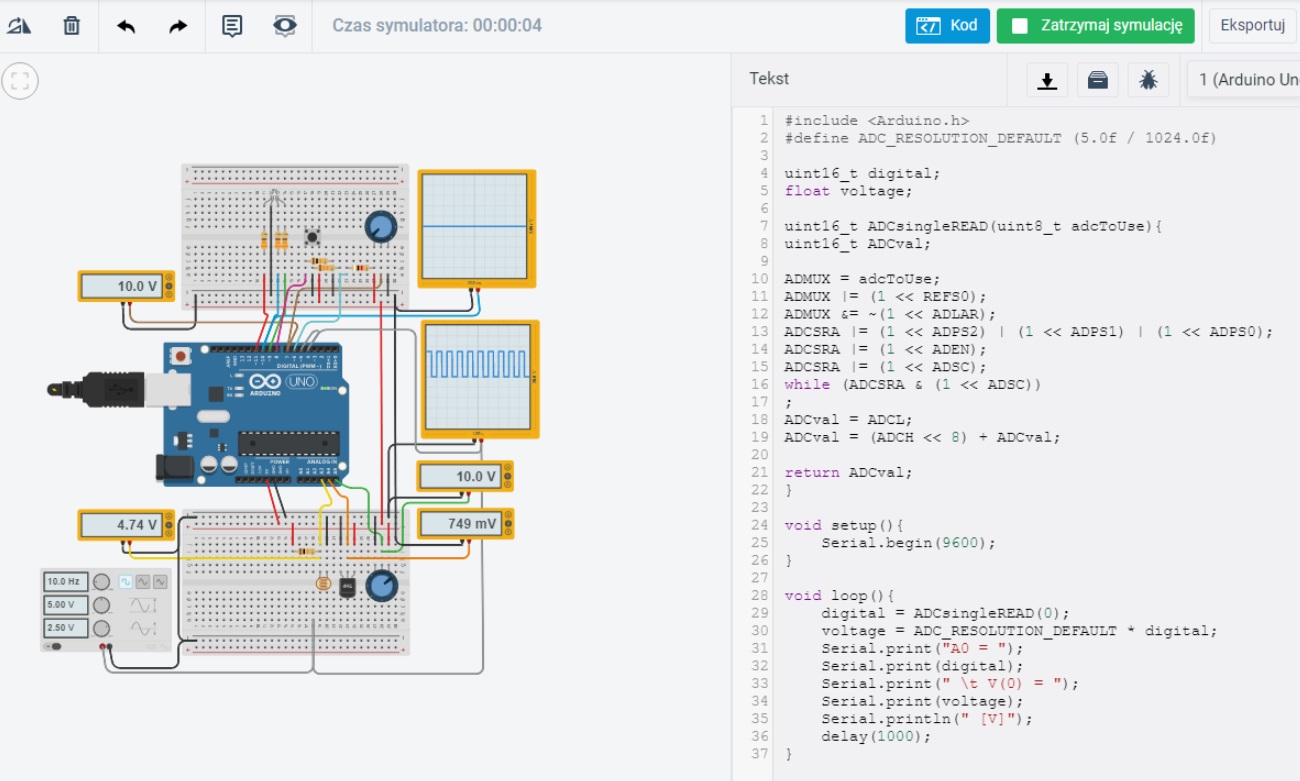 Czas symulatora: 00:00:04
Kod
Zatrzymaj symulację
Eksportuj
Tekst
1 (Arduino Un
10.0 V
DIGITAL (PWM~)
UNO
ARDUINO
POWER
ANALOG IN
10.0 V
4.74 V
749 mV
10.0 Hz
5.00 V
2.50 V
1 #include <Arduino.h>
2 #define ADC_RESOLUTION_DEFAULT (5.0f / 1024.0f)
3
4 uint16_t digital;
5 float voltage;
6
7 uint16_t ADCsingleREAD(uint8_t adcToUse){
8 uint16_t ADCval;
9
10 ADMUX = adcToUse;
11 ADMUX |= (1 << REFS0);
12 ADMUX &= ~(1 << ADLAR);
13 ADCSRA |= (1 << ADPS2) | (1 << ADPS1) | (1 << ADPS0);
14 ADCSRA |= (1 << ADEN);
15 ADCSRA |= (1 << ADSC);
16 while (ADCSRA & (1 << ADSC))
17 ;
18 ADCval = ADCL;
19 ADCval = (ADCH << 8) + ADCval;
20
21 return ADCval;
22 }
23
24 void setup(){
25     Serial.begin(9600);
26 }
27
28 void loop(){
29     digital = ADCsingleREAD(0);
30     voltage = ADC_RESOLUTION_DEFAULT * digital;
31     Serial.print("A0 = ");
32     Serial.print(digital);
33     Serial.print(" \t V(0) = ");
34     Serial.print(voltage);
35     Serial.println(" [V]");
36     delay(1000);
37 }